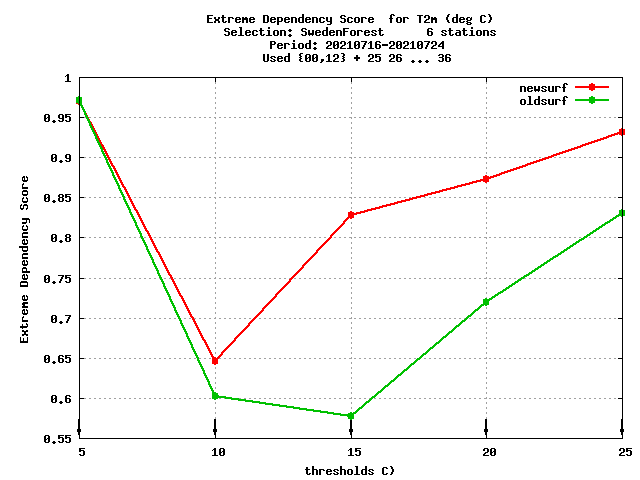 Extreme Dependency Score  for T2m (deg C)
Selection: SwedenForest      6 stations
Period: 20210716-20210724
Used {00,12} + 25 26 ... 36
newsurf
oldsurf
1
0.95
0.9
0.85
0.8
0.75
0.7
0.65
0.6
0.55
Extreme Dependency Score
5 10 15 20 25
thresholds C)